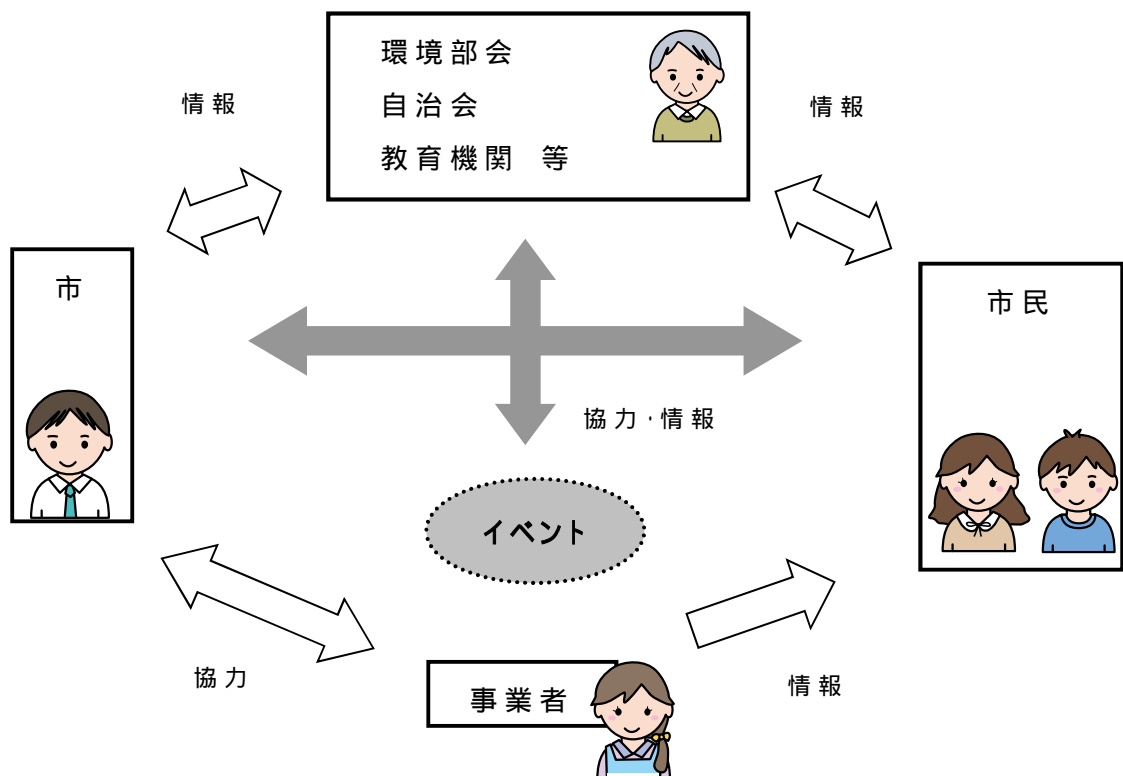 環境部会
自治会
教育機関　等
情報
情報
市
市民
協力・情報
イベント
協力
事業者
情報